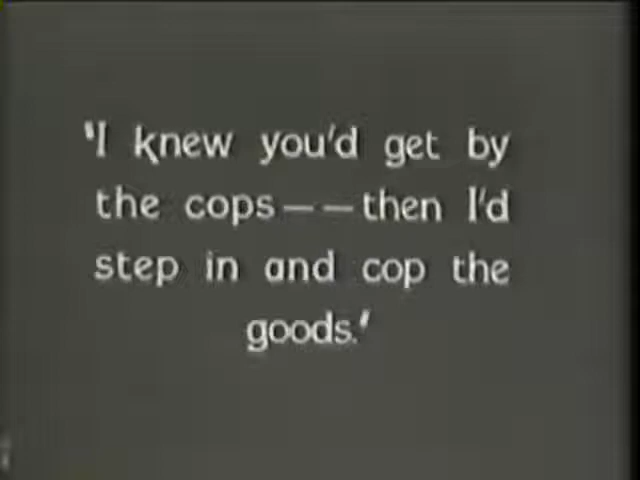 "I knew you'd get by
the cops——then I'd
step in and cop the
goods."